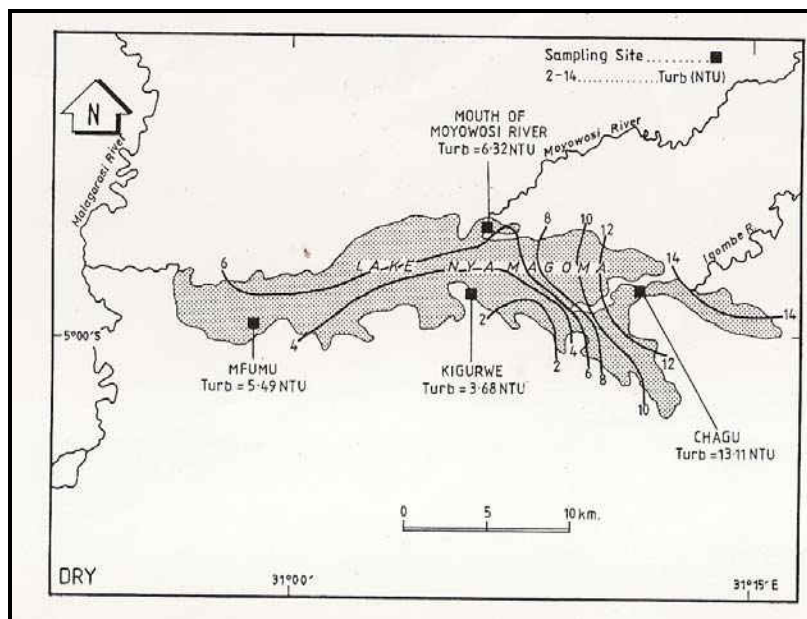 Sampling Site ........
2-14 .............. Turb (NTU)
N
MOUTH OF
MOYOWOSI RIVER
Turb = 6·32 NTU
Moyowosi River
Malagarasi River
Igombe R.
8
10
12
14
6
LAKE NYAMAGOMA
5°00'S
4
2
2
4
6
8
10
12
14
MFUMU
Turb = 5·49 NTU
KIGURWE
Turb = 3·68 NTU
CHAGU
Turb = 13·11 NTU
0 5 10 km.
DRY
31°00'
31°15'E